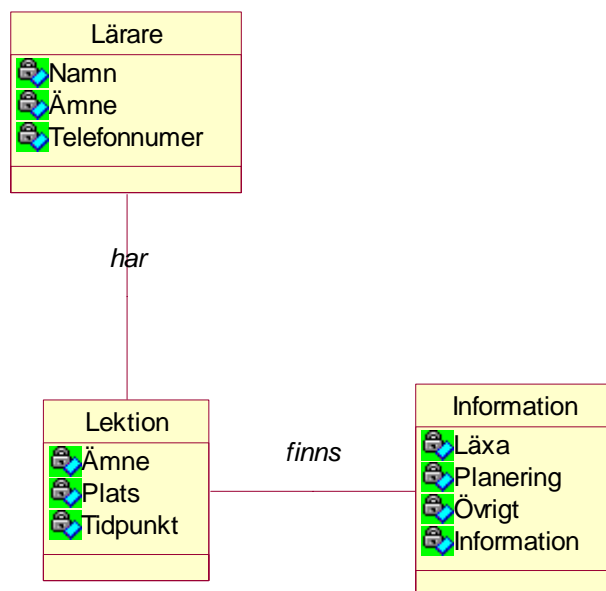 Lärare
Namn
Ämne
Telefonnumer
har
Lektion
Ämne
Plats
Tidpunkt
finns
Information
Läxa
Planering
Övrigt
Information